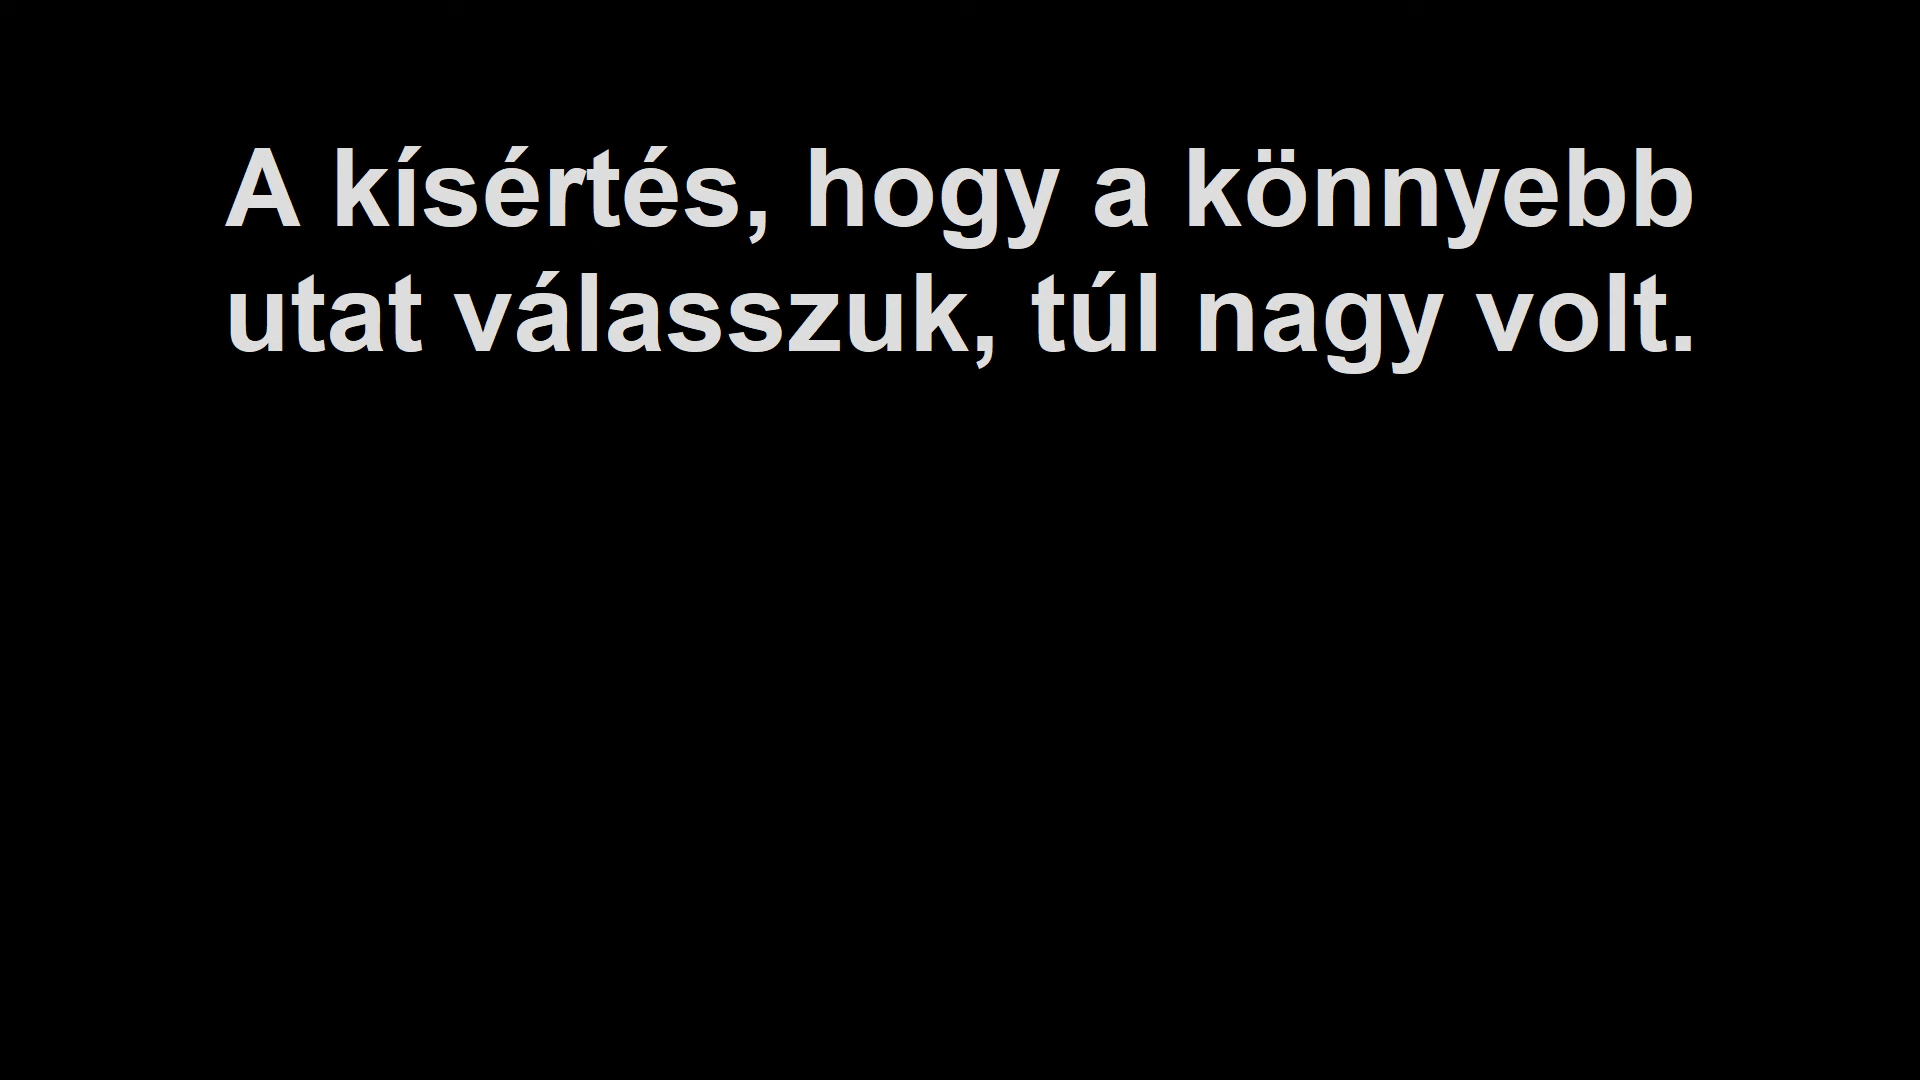 A kísértés, hogy a könnyebb
utat válasszuk, túl nagy volt.